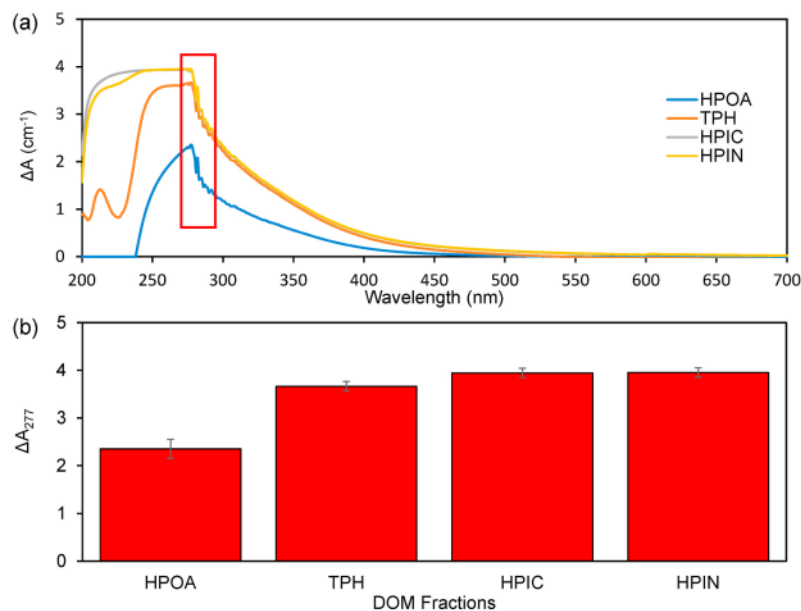 (a)
5
4
3
2
1
0
ΔA (cm⁻¹)
HPOA
TPH
HPIC
HPIN
200 250 300 350 400 450 500 550 600 650 700
Wavelength (nm)
(b)
5
4
3
2
1
0
ΔA₂₇₇
HPOA TPH HPIC HPIN
DOM Fractions